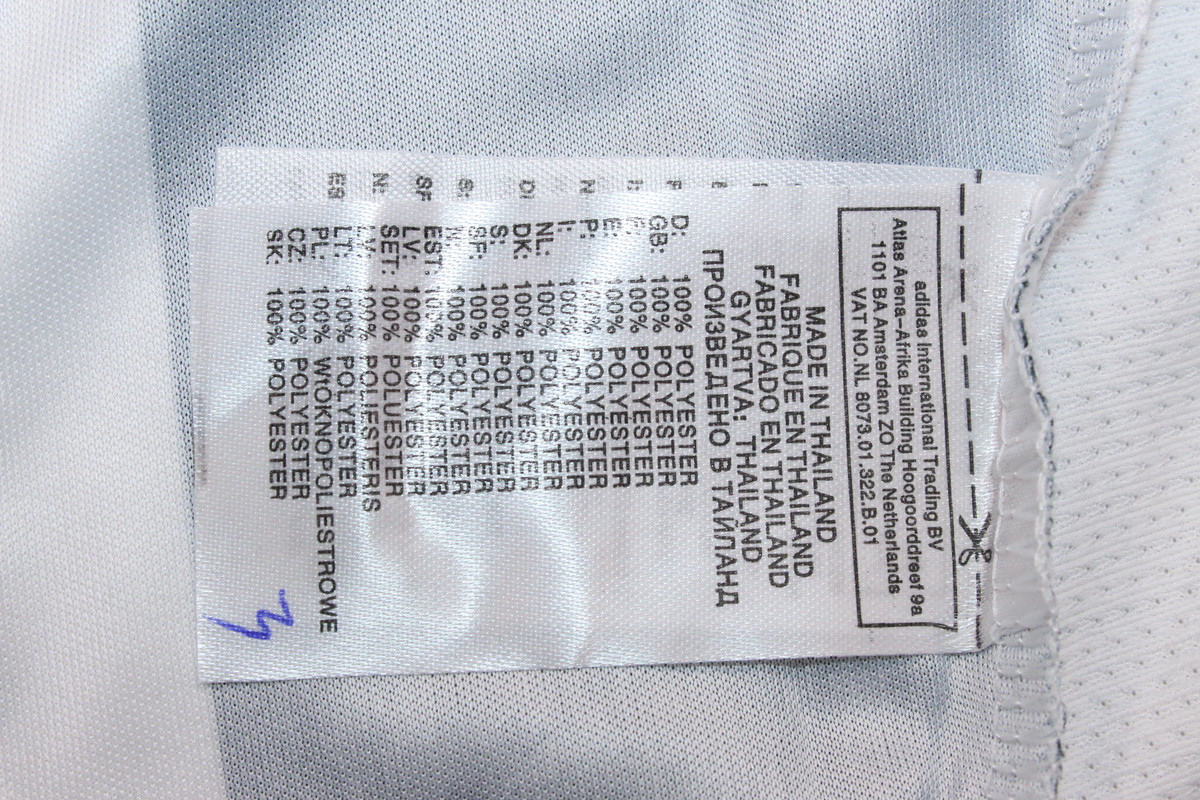 adidas International Trading BV
Atlas Arena-Afrika Building Hoogoorddreef 9a
1101 BA Amsterdam ZO The Netherlands
VAT NO.NL 8073.01.322.B.01
MADE IN THAILAND
FABRIQUE EN THAILAND
FABRICADO EN THAILAND
GYARTVA: THAILAND
ПРОИЗВЕДЕНО В ТАЙЛАНД
D: 100% POLYESTER
GB: 100% POLYESTER
F: 100% POLYESTER
E: 100% POLYESTER
P: 100% POLYESTER
I: 100% POLYESTER
NL: 100% POLYESTER
DK: 100% POLYESTER
S: 100% POLYESTER
SF: 100% POLYESTER
N: 100% POLYESTER
EST: 100% POLYESTER
LV: 100% POLYESTER
SET: 100% POLUESTER
100% POLIESTERIS
LT: 100% POLYESTER
PL: 100% WtOKNOPOLIESTROWE
CZ: 100% POLYESTER
SK: 100% POLYESTER